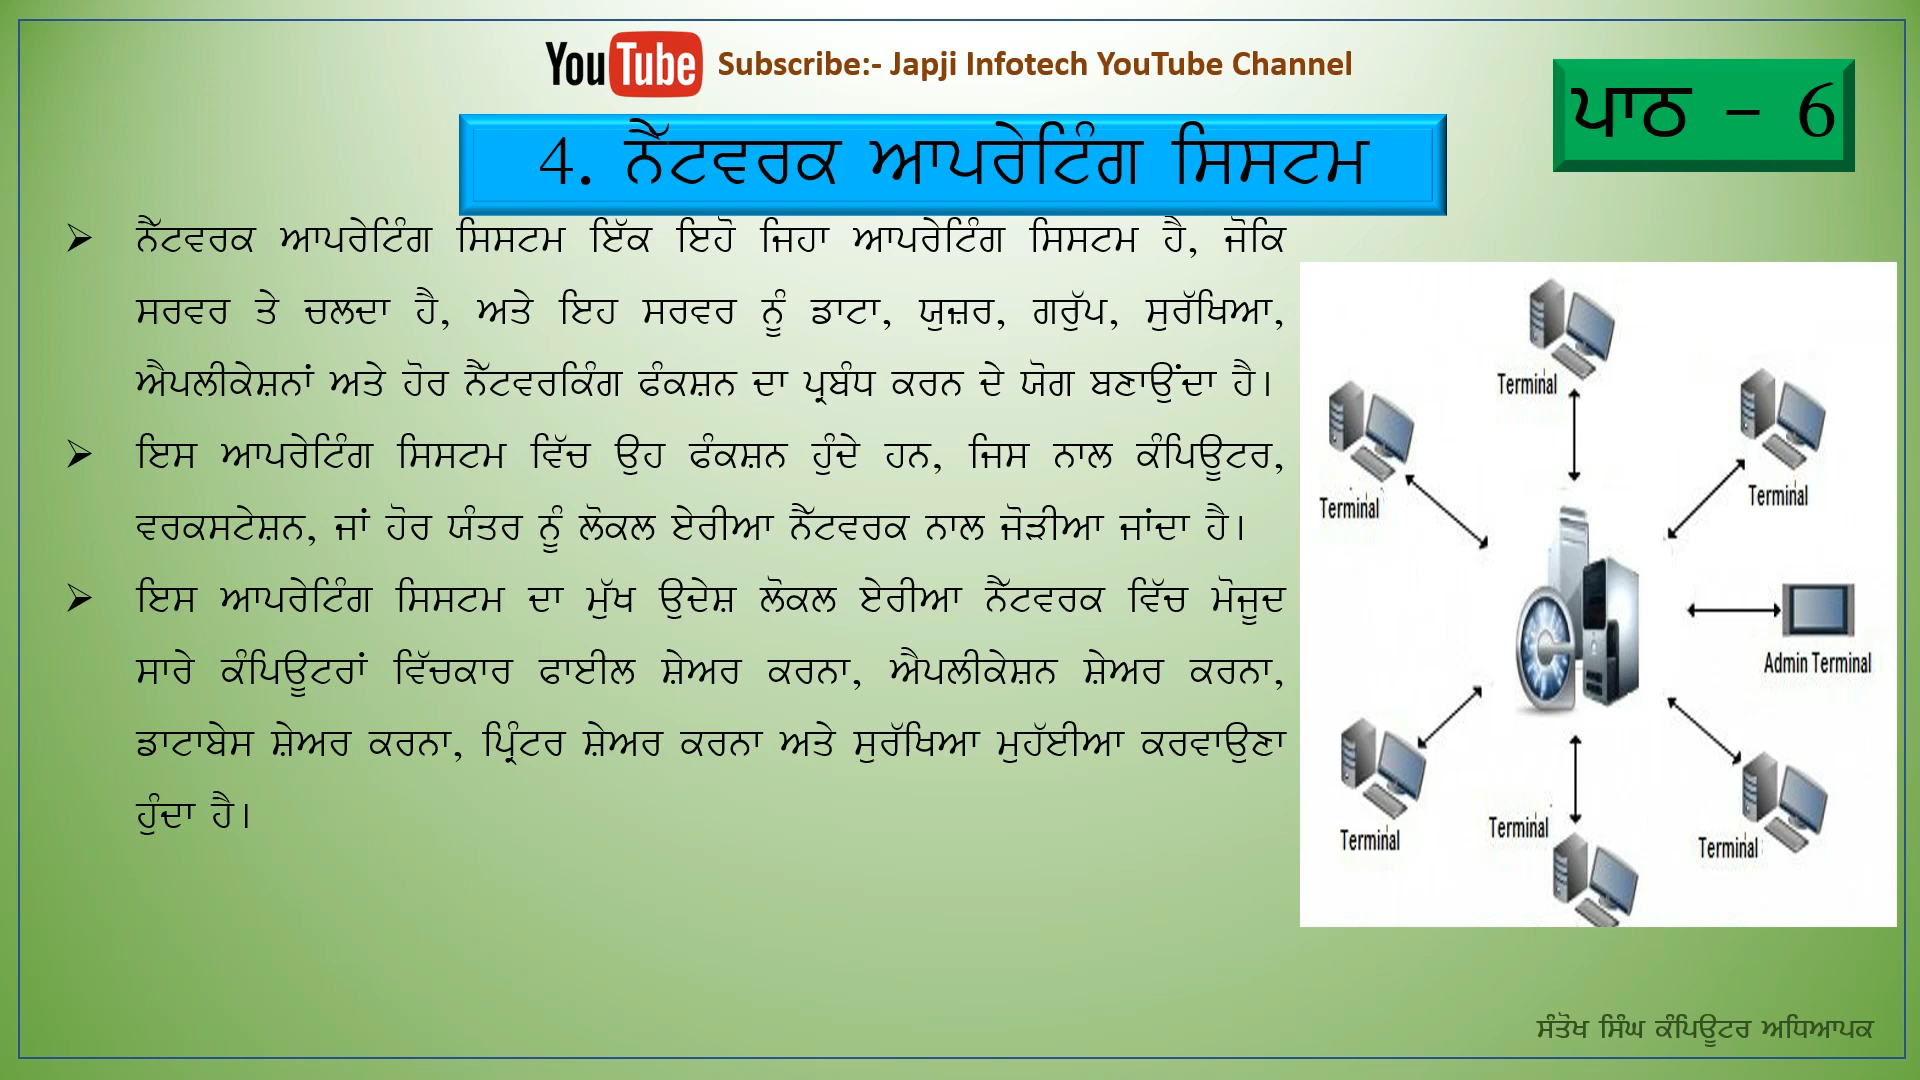 YouTube Subscribe:- Japji Infotech YouTube Channel
ਪਾਠ – 6
4. ਨੈੱਟਵਰਕ ਆਪਰੇਟਿੰਗ ਸਿਸਟਮ
➢ ਨੈੱਟਵਰਕ ਆਪਰੇਟਿੰਗ ਸਿਸਟਮ ਇੱਕ ਇਹੋ ਜਿਹਾ ਆਪਰੇਟਿੰਗ ਸਿਸਟਮ ਹੈ, ਜੋਕਿ
ਸਰਵਰ ਤੇ ਚਲਦਾ ਹੈ, ਅਤੇ ਇਹ ਸਰਵਰ ਨੂੰ ਡਾਟਾ, ਯੁਜ਼ਰ, ਗਰੁੱਪ, ਸੁਰੱਖਿਆ,
ਐਪਲੀਕੇਸ਼ਨਾਂ ਅਤੇ ਹੋਰ ਨੈੱਟਵਰਕਿੰਗ ਫੰਕਸ਼ਨ ਦਾ ਪ੍ਰਬੰਧ ਕਰਨ ਦੇ ਯੋਗ ਬਣਾਉਂਦਾ ਹੈ।
➢ ਇਸ ਆਪਰੇਟਿੰਗ ਸਿਸਟਮ ਵਿੱਚ ਉਹ ਫੰਕਸ਼ਨ ਹੁੰਦੇ ਹਨ, ਜਿਸ ਨਾਲ ਕੰਪਿਊਟਰ,
ਵਰਕਸਟੇਸ਼ਨ, ਜਾਂ ਹੋਰ ਯੰਤਰ ਨੂੰ ਲੋਕਲ ਏਰੀਆ ਨੈੱਟਵਰਕ ਨਾਲ ਜੋੜੀਆ ਜਾਂਦਾ ਹੈ।
➢ ਇਸ ਆਪਰੇਟਿੰਗ ਸਿਸਟਮ ਦਾ ਮੁੱਖ ਉਦੇਸ਼ ਲੋਕਲ ਏਰੀਆ ਨੈੱਟਵਰਕ ਵਿੱਚ ਮੋਜੂਦ
ਸਾਰੇ ਕੰਪਿਊਟਰਾਂ ਵਿੱਚਕਾਰ ਫਾਈਲ ਸ਼ੇਅਰ ਕਰਨਾ, ਐਪਲੀਕੇਸ਼ਨ ਸ਼ੇਅਰ ਕਰਨਾ,
ਡਾਟਾਬੇਸ ਸ਼ੇਅਰ ਕਰਨਾ, ਪ੍ਰਿੰਟਰ ਸ਼ੇਅਰ ਕਰਨਾ ਅਤੇ ਸੁਰੱਖਿਆ ਮੁਹੱਈਆ ਕਰਵਾਉਣਾ
ਹੁੰਦਾ ਹੈ।
Terminal
Terminal
Terminal
Admin Terminal
Terminal
Terminal
Terminal
ਸੰਤੋਖ ਸਿੰਘ ਕੰਪਿਊਟਰ ਅਧਿਆਪਕ